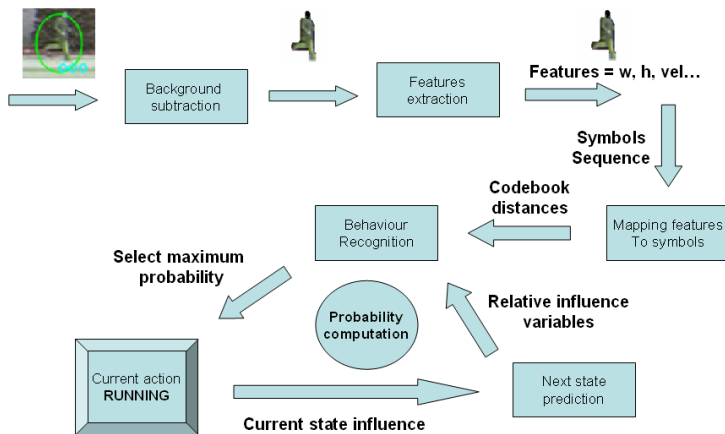 Background
subtraction
Features
extraction
Features = w, h, vel...
Symbols
Sequence
Mapping features
To symbols
Codebook
distances
Behaviour
Recognition
Select maximum
probability
Probability
computation
Relative influence
variables
Current action
RUNNING
Current state influence
Next state
prediction